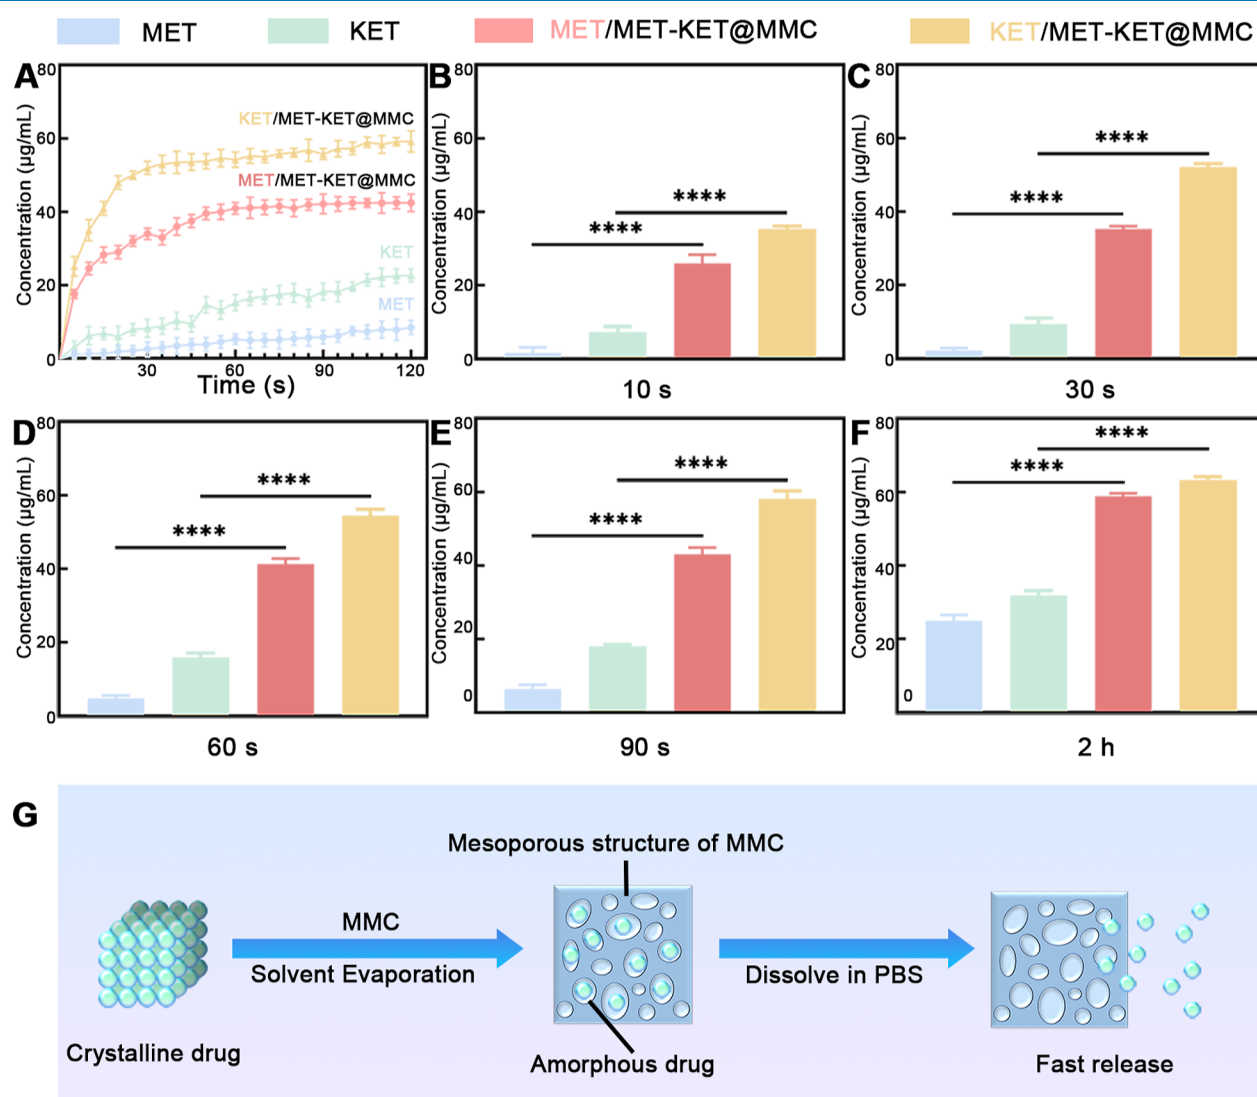 MET
KET
MET/MET-KET@MMC
KET/MET-KET@MMC
A
Concentration (µg/mL)
80
60
40
20
0
30
60
90
120
Time (s)
KET/MET-KET@MMC
MET/MET-KET@MMC
KET
MET
B
Concentration (µg/mL)
80
60
40
20
0
****
****
10 s
C
Concentration (µg/mL)
80
60
40
20
0
****
****
30 s
D
Concentration (µg/mL)
80
60
40
20
0
****
****
60 s
E
Concentration (µg/mL)
80
60
40
20
0
****
****
90 s
F
Concentration (µg/mL)
80
60
40
20
0
****
****
2 h
G
Mesoporous structure of MMC
MMC
Solvent Evaporation
Dissolve in PBS
Crystalline drug
Amorphous drug
Fast release